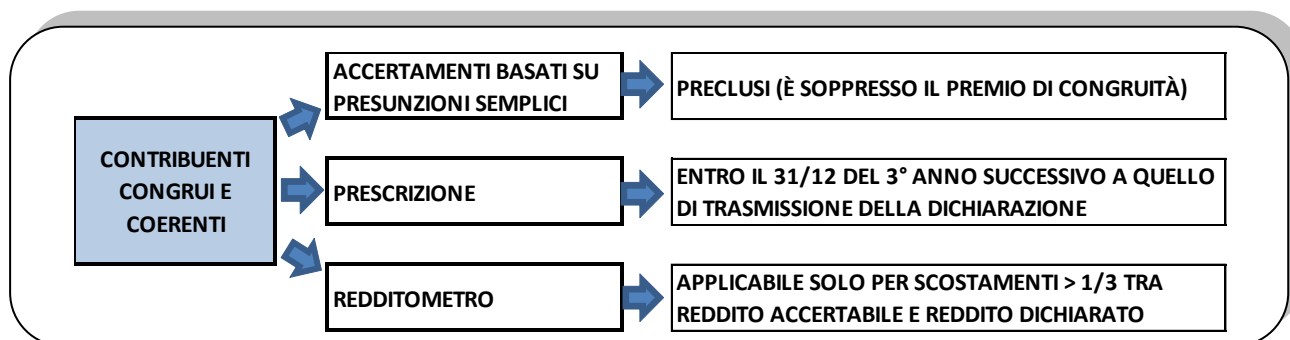 CONTRIBUENTI
CONGRUI E
COERENTI
ACCERTAMENTI BASATI SU
PRESUNZIONI SEMPLICI
PRECLUSI (È SOPPRESSO IL PREMIO DI CONGRUITÀ)
PRESCRIZIONE
ENTRO IL 31/12 DEL 3° ANNO SUCCESSIVO A QUELLO
DI TRASMISSIONE DELLA DICHIARAZIONE
REDDITOMETRO
APPLICABILE SOLO PER SCOSTAMENTI > 1/3 TRA
REDDITO ACCERTABILE E REDDITO DICHIARATO